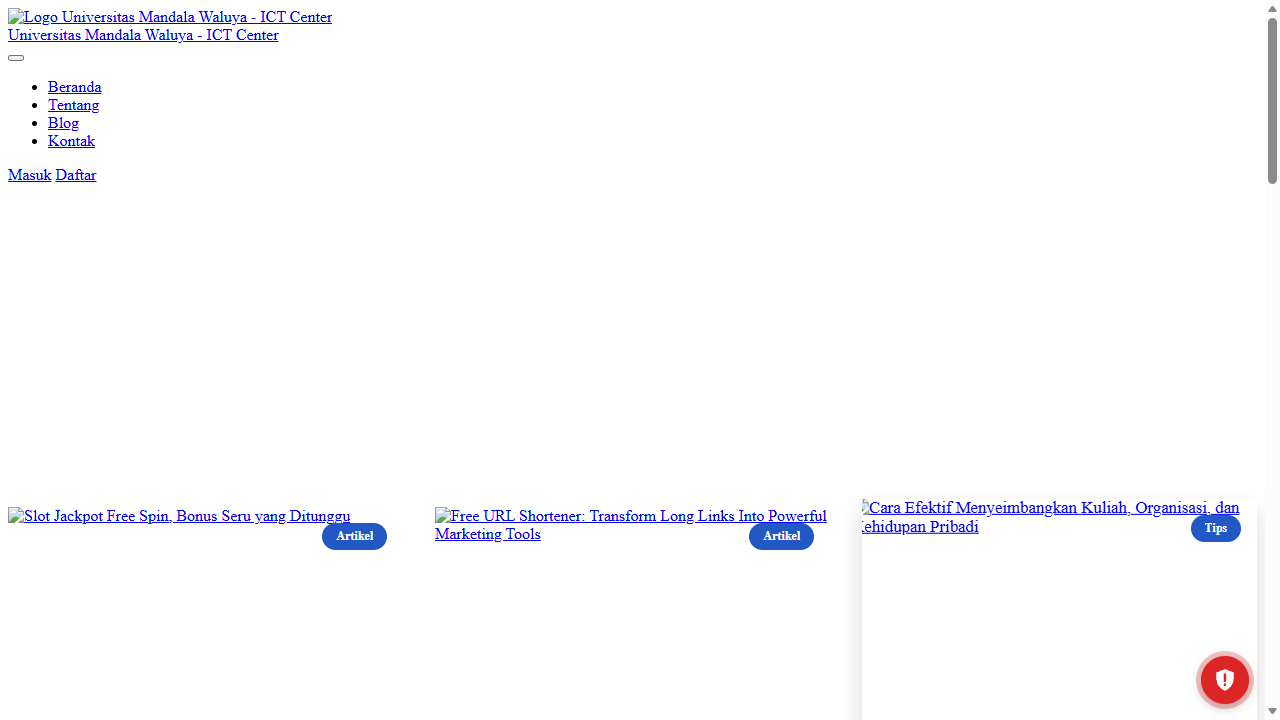 Logo Universitas Mandala Waluya - ICT Center
Universitas Mandala Waluya - ICT Center
Beranda
Tentang
Blog
Kontak
Masuk Daftar
Slot Jackpot Free Spin, Bonus Seru yang Ditunggu
Artikel
Free URL Shortener: Transform Long Links Into Powerful
Marketing Tools
Artikel
Cara Efektif Menyeimbangkan Kuliah, Organisasi, dan
Kehidupan Pribadi
Tips